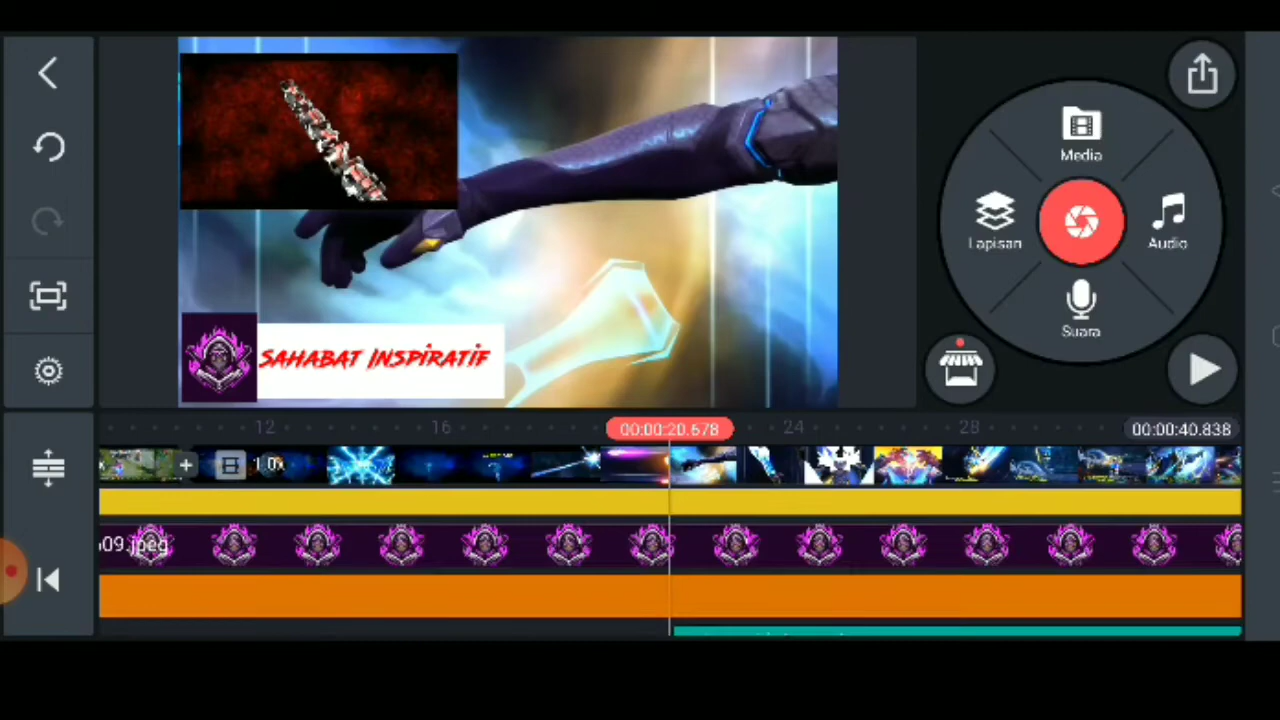 Media
Lapisan
Audio
Suara
SAHABAT INSPIRATIF
12
16
00:00:20.678
24
28
00:00:40.838
1.0x
09.jpeg